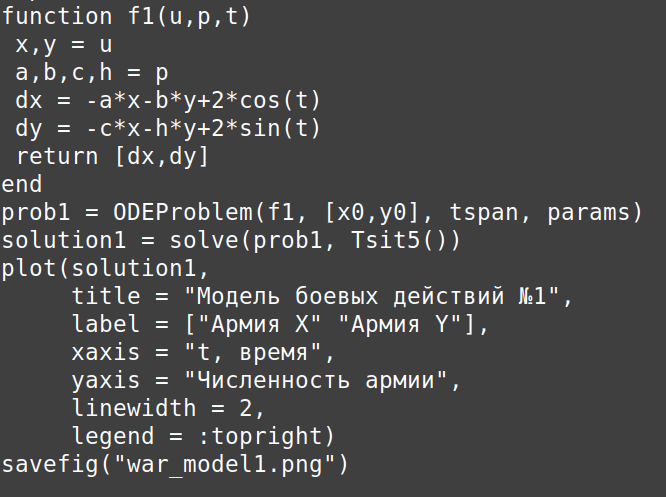 function f1(u,p,t)
 x,y = u
 a,b,c,h = p
 dx = -a*x-b*y+2*cos(t)
 dy = -c*x-h*y+2*sin(t)
 return [dx,dy]
end
prob1 = ODEProblem(f1, [x0,y0], tspan, params)
solution1 = solve(prob1, Tsit5())
plot(solution1,
     title = "Модель боевых действий №1",
     label = ["Армия X" "Армия Y"],
     xaxis = "t, время",
     yaxis = "Численность армии",
     linewidth = 2,
     legend = :topright)
savefig("war_model1.png")